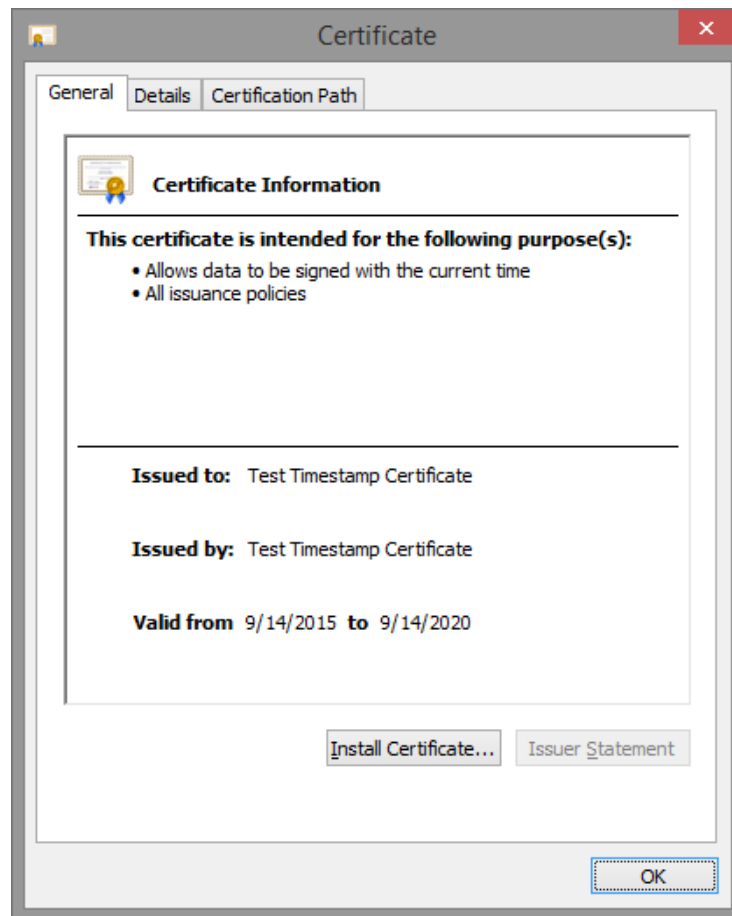 Certificate
General Details Certification Path
Certificate Information
This certificate is intended for the following purpose(s):
• Allows data to be signed with the current time
• All issuance policies
Issued to: Test Timestamp Certificate
Issued by: Test Timestamp Certificate
Valid from 9/14/2015 to 9/14/2020
Install Certificate... Issuer Statement
OK